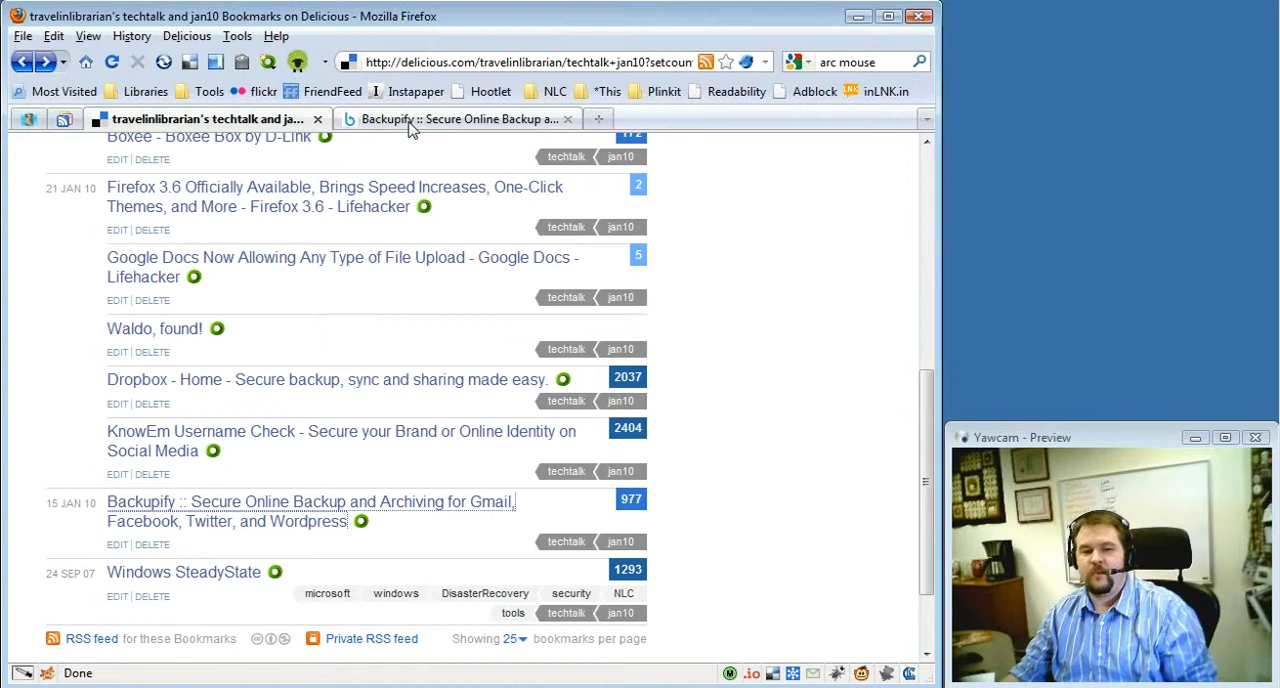 travelinlibrarian's techtalk and jan10 Bookmarks on Delicious - Mozilla Firefox
File Edit View History Delicious Tools Help
http://delicious.com/travelinlibrarian/techtalk+jan10?setcoun arc mouse
Most Visited Libraries Tools flickr FriendFeed Instapaper Hootlet NLC *This Plinkit Readability Adblock inLNK.in
travelinlibrarian's techtalk and ja... Backupify :: Secure Online Backup a...
Boxee - Boxee Box by D-Link 172
EDIT | DELETE techtalk jan10
21 JAN 10 Firefox 3.6 Officially Available, Brings Speed Increases, One-Click 2
Themes, and More - Firefox 3.6 - Lifehacker
EDIT | DELETE techtalk jan10
Google Docs Now Allowing Any Type of File Upload - Google Docs - 5
Lifehacker
EDIT | DELETE techtalk jan10
Waldo, found!
EDIT | DELETE techtalk jan10
Dropbox - Home - Secure backup, sync and sharing made easy. 2037
EDIT | DELETE techtalk jan10
KnowEm Username Check - Secure your Brand or Online Identity on 2404
Social Media
EDIT | DELETE techtalk jan10
15 JAN 10 Backupify :: Secure Online Backup and Archiving for Gmail, 977
Facebook, Twitter, and Wordpress
EDIT | DELETE techtalk jan10
24 SEP 07 Windows SteadyState 1293
EDIT | DELETE microsoft windows DisasterRecovery security NLC
tools techtalk jan10
RSS feed for these Bookmarks Private RSS feed Showing 25 bookmarks per page
Done
.io
Yawcam - Preview